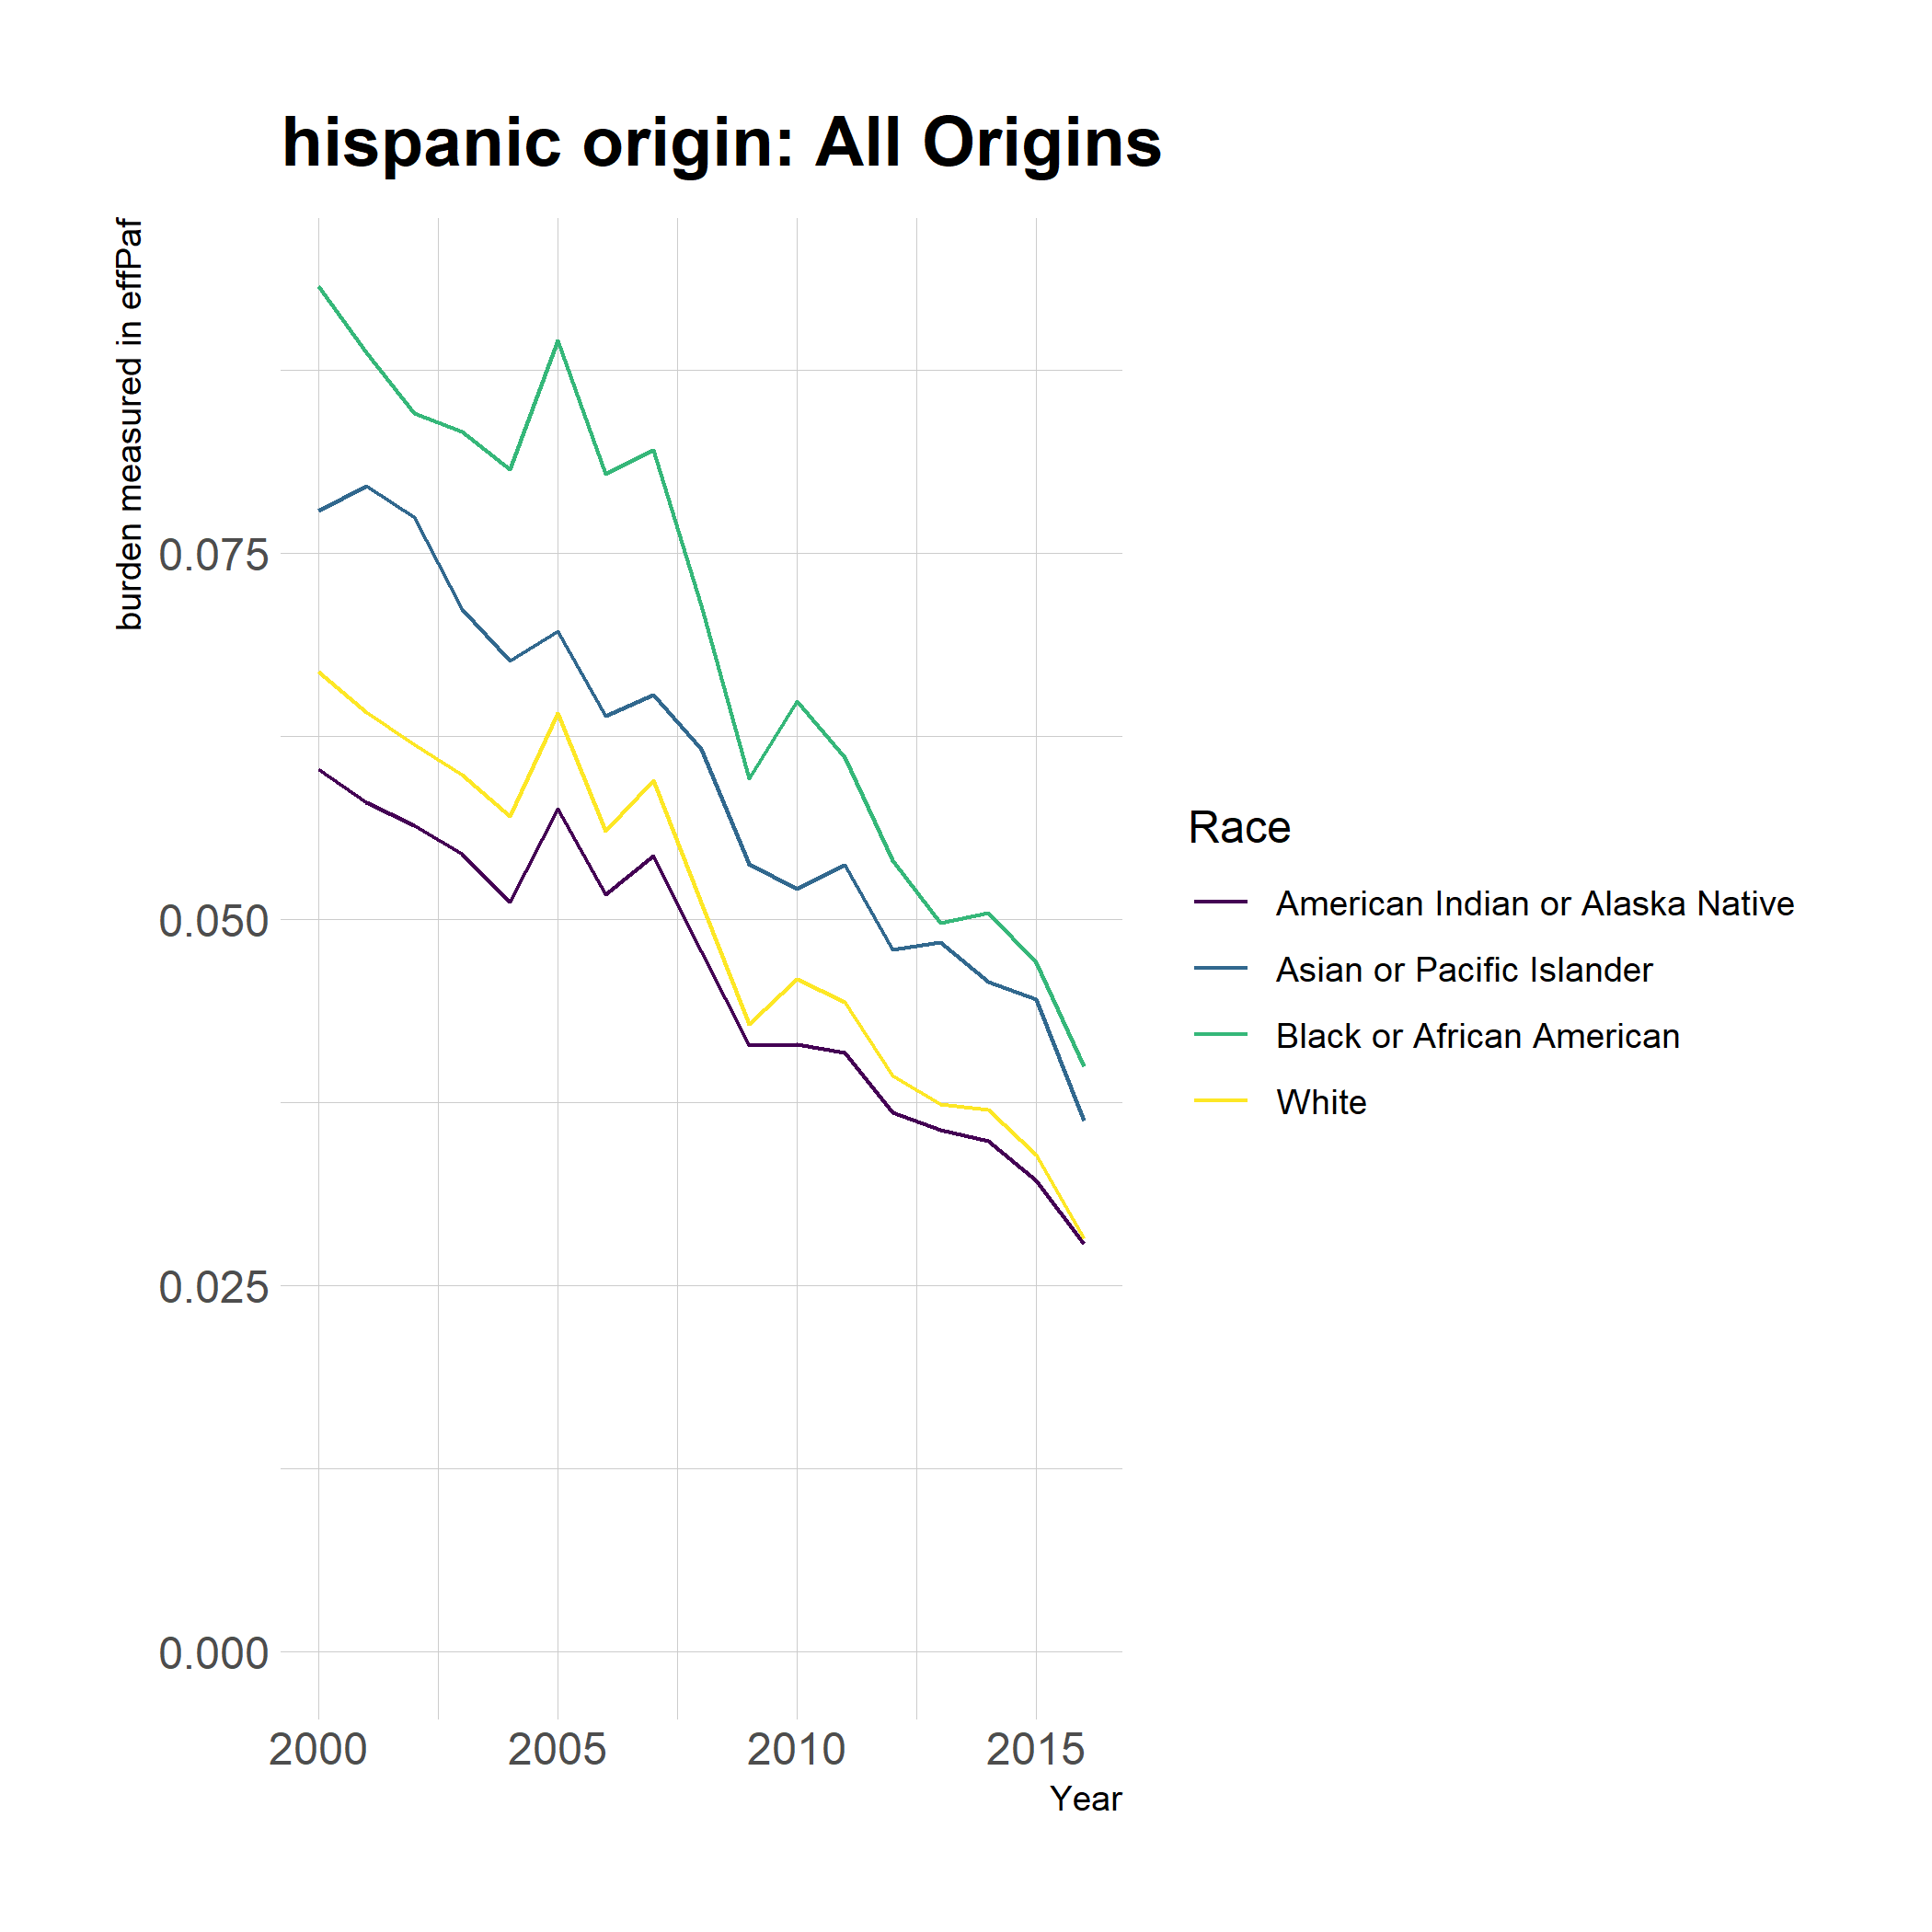 hispanic origin: All Origins
burden measured in effPaf
0.075
0.050
0.025
0.000
2000 2005 2010 2015
Year
Race
American Indian or Alaska Native
Asian or Pacific Islander
Black or African American
White